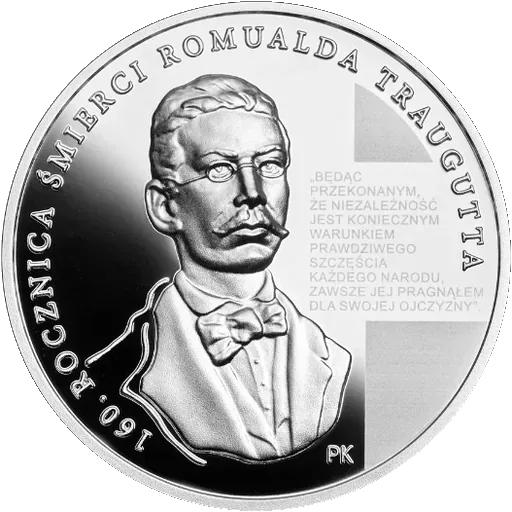 160. ROCZNICA ŚMIERCI ROMUALDA TRAUGUTTA
„BĘDĄC
PRZEKONANYM,
ŻE NIEZALEŻNOŚĆ
JEST KONIECZNYM
WARUNKIEM
PRAWDZIWEGO
SZCZĘŚCIA
KAŻDEGO NARODU,
ZAWSZE JEJ PRAGNĄŁEM
DLA SWOJEJ OJCZYZNY”.
PK